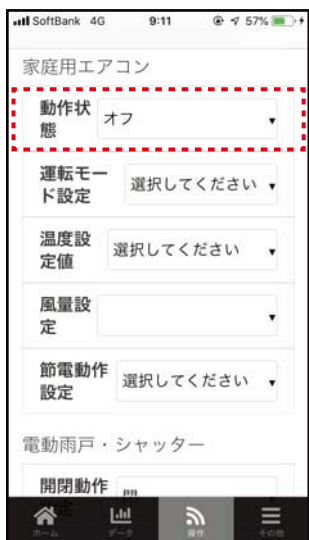 SoftBank 4G 9:11 57%
家庭用エアコン
動作状
態
オフ
運転モー
ド設定
選択してください
温度設
定値
選択してください
風量設
定
節電動作
設定
選択してください
電動雨戸・シャッター
開閉動作
設定
ホーム データ 操作 その他